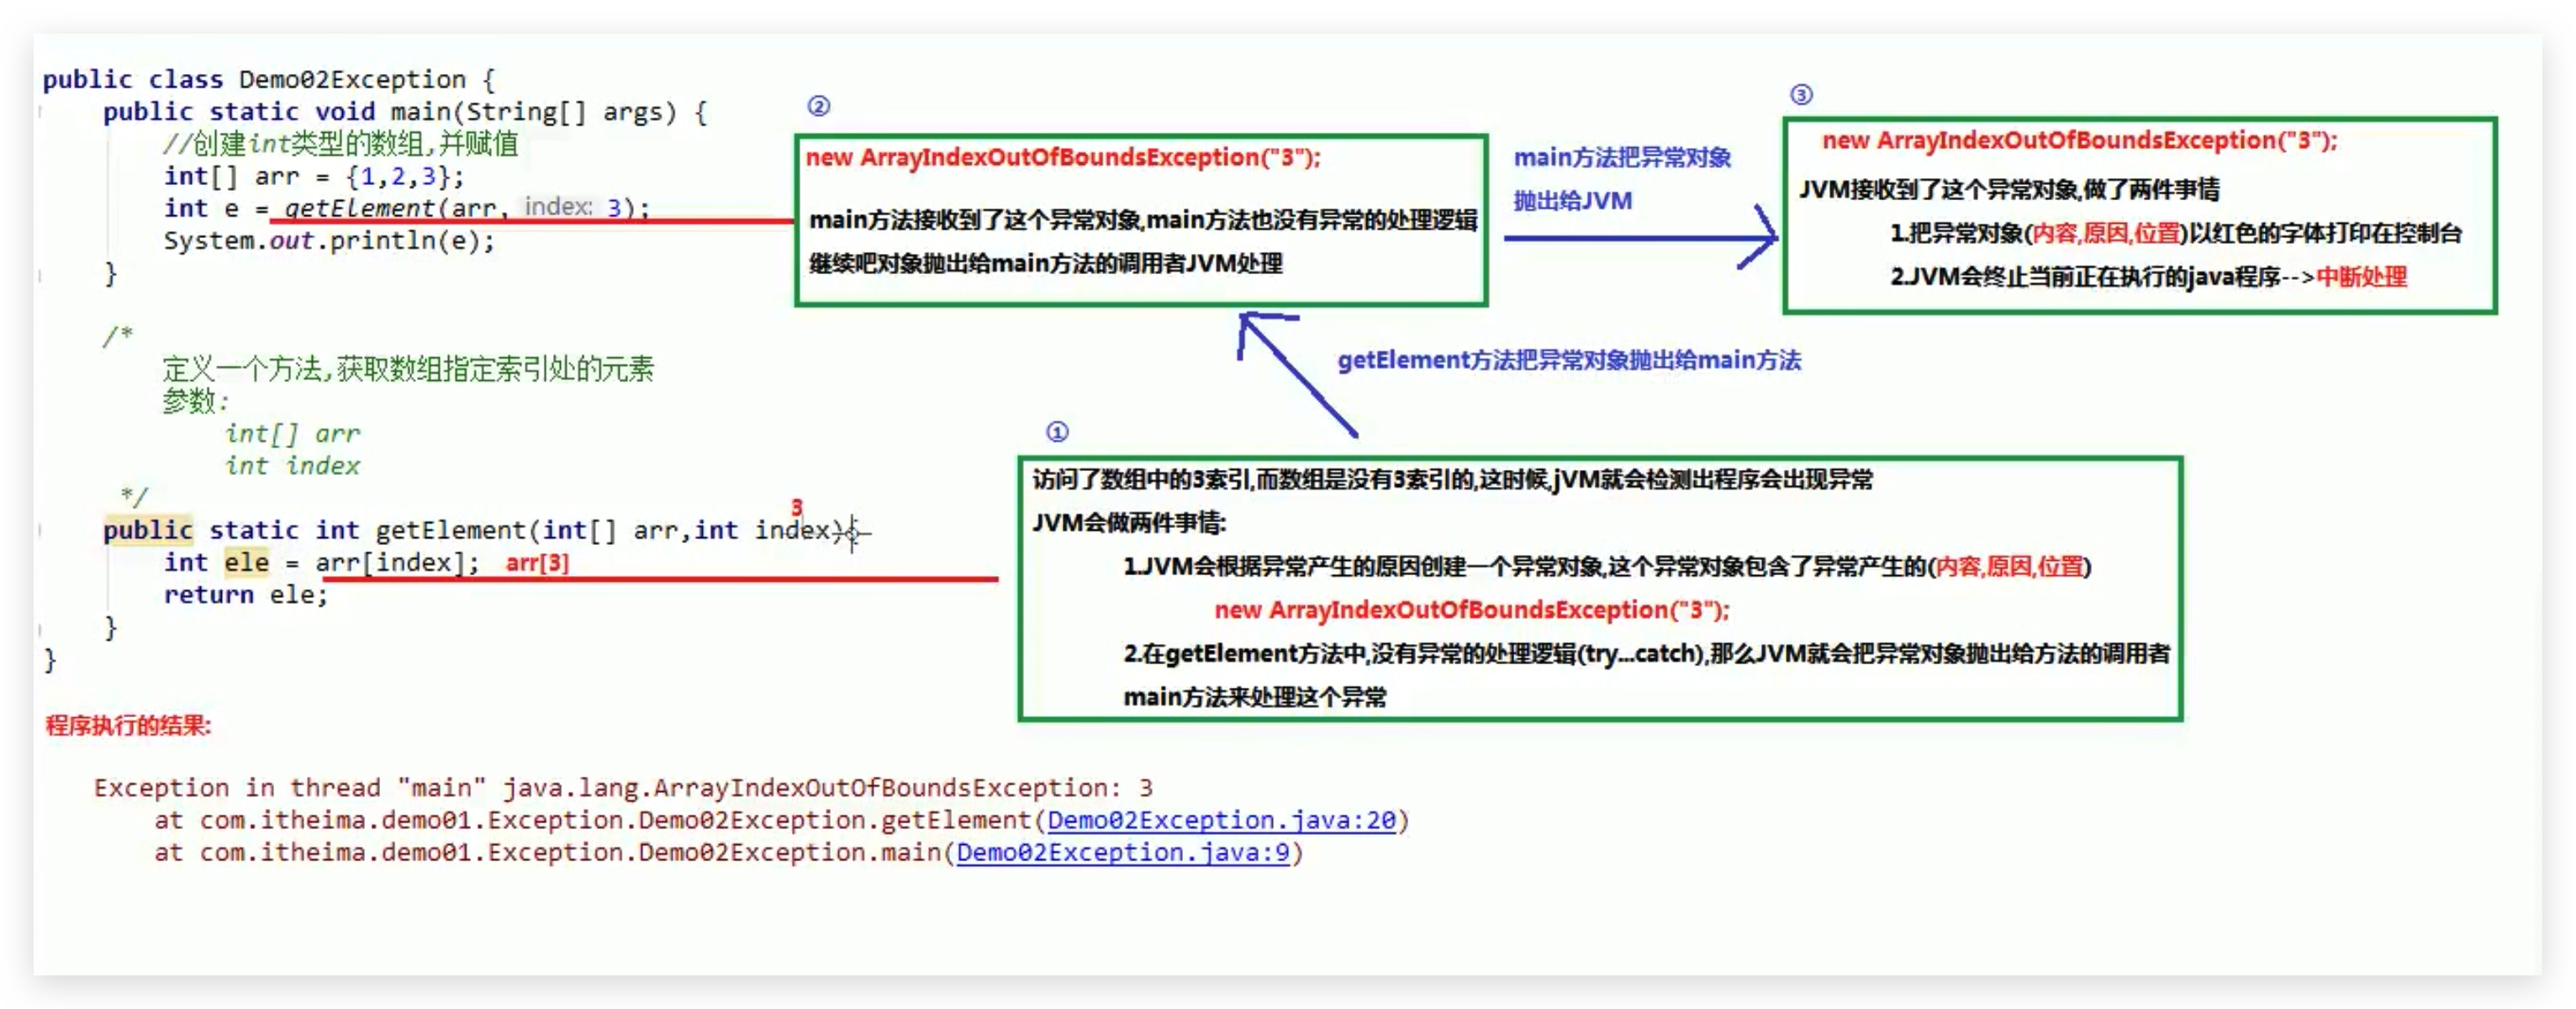 public class Demo02Exception {
public static void main(String[] args) {
//创建int类型的数组,并赋值
int[] arr = {1,2,3};
int e = getElement(arr, index: 3);
System.out.println(e);
}
/*
定义一个方法,获取数组指定索引处的元素
参数:
int[] arr
int index
*/
3
public static int getElement(int[] arr,int index){
int ele = arr[index]; arr[3]
return ele;
}
}
①
访问了数组中的3索引,而数组是没有3索引的,这时候,jVM就会检测出程序会出现异常
JVM会做两件事情:
1.JVM会根据异常产生的原因创建一个异常对象,这个异常对象包含了异常产生的(内容,原因,位置)
new ArrayIndexOutOfBoundsException("3");
2.在getElement方法中,没有异常的处理逻辑(try...catch),那么JVM就会把异常对象抛出给方法的调用者
main方法来处理这个异常
getElement方法把异常对象抛出给main方法
②
new ArrayIndexOutOfBoundsException("3");
main方法接收到了这个异常对象,main方法也没有异常的处理逻辑
继续吧对象抛出给main方法的调用者JVM处理
main方法把异常对象
抛出给JVM
③
new ArrayIndexOutOfBoundsException("3");
JVM接收到了这个异常对象,做了两件事情
1.把异常对象(内容,原因,位置)以红色的字体打印在控制台
2.JVM会终止当前正在执行的java程序-->中断处理
程序执行的结果:
Exception in thread "main" java.lang.ArrayIndexOutOfBoundsException: 3
at com.itheima.demo01.Exception.Demo02Exception.getElement(Demo02Exception.java:20)
at com.itheima.demo01.Exception.Demo02Exception.main(Demo02Exception.java:9)